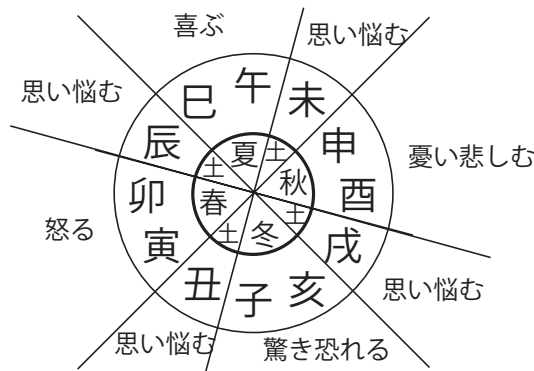 喜ぶ
思い悩む
思い悩む
午
巳
未
辰
申
夏
土
土
憂い悲しむ
秋
卯
春
酉
土
怒る
土
冬
寅
戌
丑
子
亥
思い悩む
思い悩む
驚き恐れる